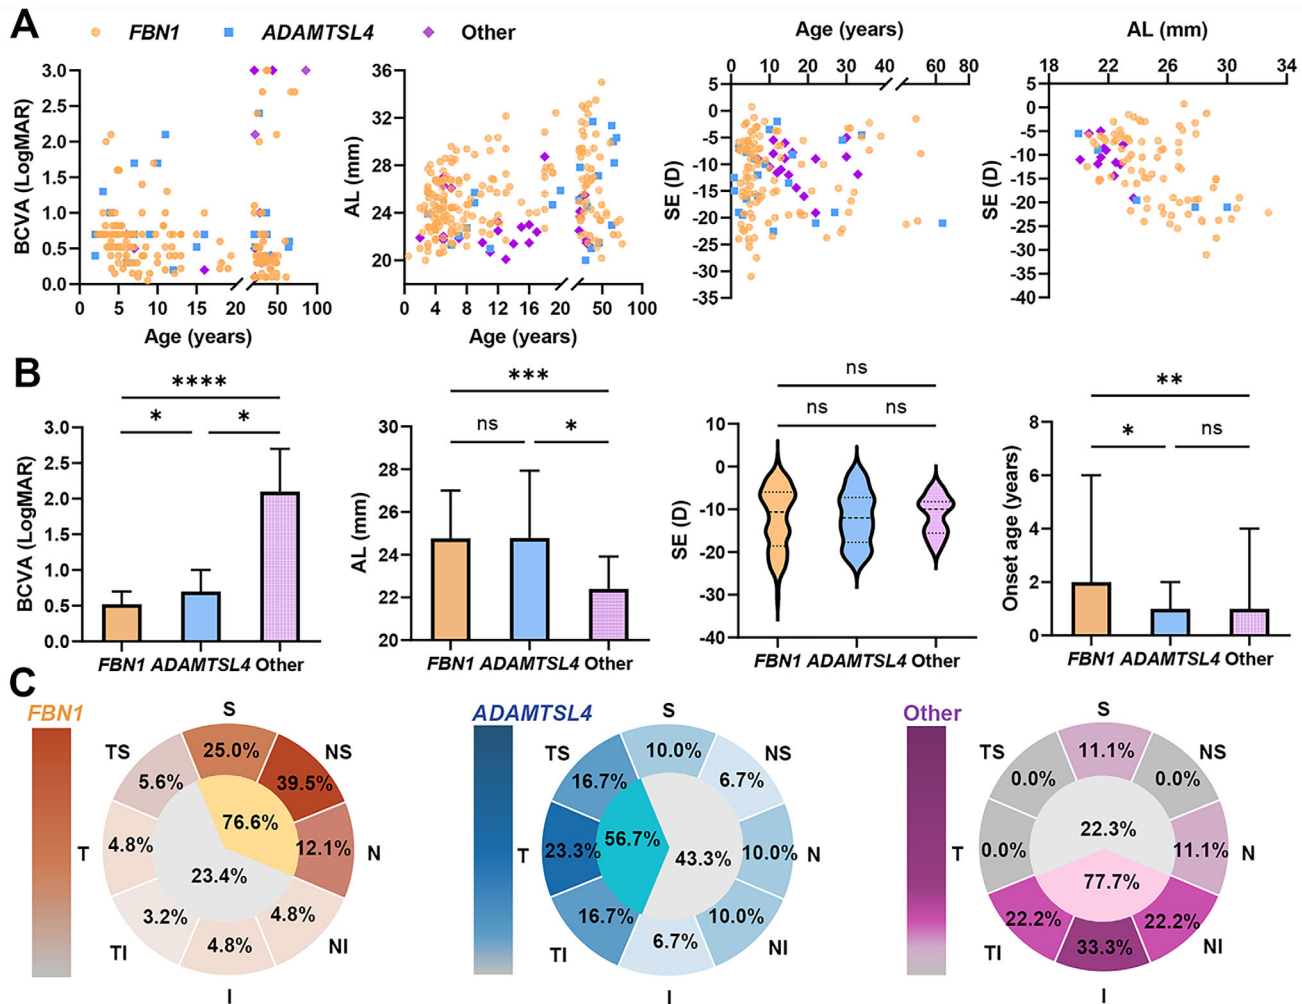 A
FBN1 ADAMTSL4 Other
BCVA (LogMAR)
3.0
2.5
2.0
1.5
1.0
0.5
0.0
0 5 10 15 20 50 100
Age (years)
AL (mm)
36
32
28
24
20
0 4 8 12 16 20 50 100
Age (years)
Age (years)
0 10 20 30 40 60 80
SE (D)
5
0
-5
-10
-15
-20
-25
-30
-35
AL (mm)
18 22 26 30 34
SE (D)
5
0
-5
-10
-15
-20
-25
-30
-35
-40
B
****
* *
BCVA (LogMAR)
3.0
2.5
2.0
1.5
1.0
0.5
0.0
FBN1 ADAMTSL4 Other
***
ns *
AL (mm)
30
28
26
24
22
20
FBN1 ADAMTSL4 Other
ns
ns ns
SE (D)
10
0
-10
-20
-30
-40
FBN1 ADAMTSL4 Other
**
* ns
Onset age (years)
8
6
4
2
0
FBN1 ADAMTSL4 Other
C
FBN1
S
TS NS
25.0%
5.6% 39.5%
76.6%
T 4.8% 12.1% N
23.4%
3.2% 4.8%
4.8%
TI NI
I
ADAMTSL4
S
TS NS
10.0%
16.7% 6.7%
56.7%
T 23.3% 10.0% N
43.3%
16.7% 10.0%
6.7%
TI NI
I
Other
S
TS NS
11.1%
0.0% 0.0%
22.3%
T 0.0% 11.1% N
77.7%
22.2% 22.2%
33.3%
TI NI
I